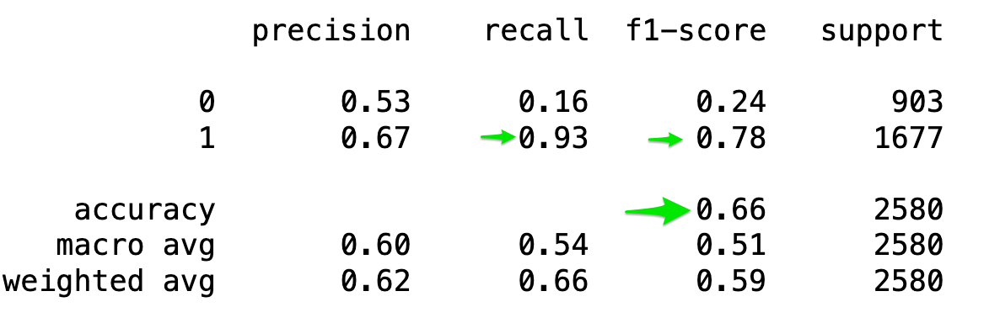 precision recall f1-score support
0 0.53 0.16 0.24 903
1 0.67 0.93 0.78 1677
accuracy 0.66 2580
macro avg 0.60 0.54 0.51 2580
weighted avg 0.62 0.66 0.59 2580